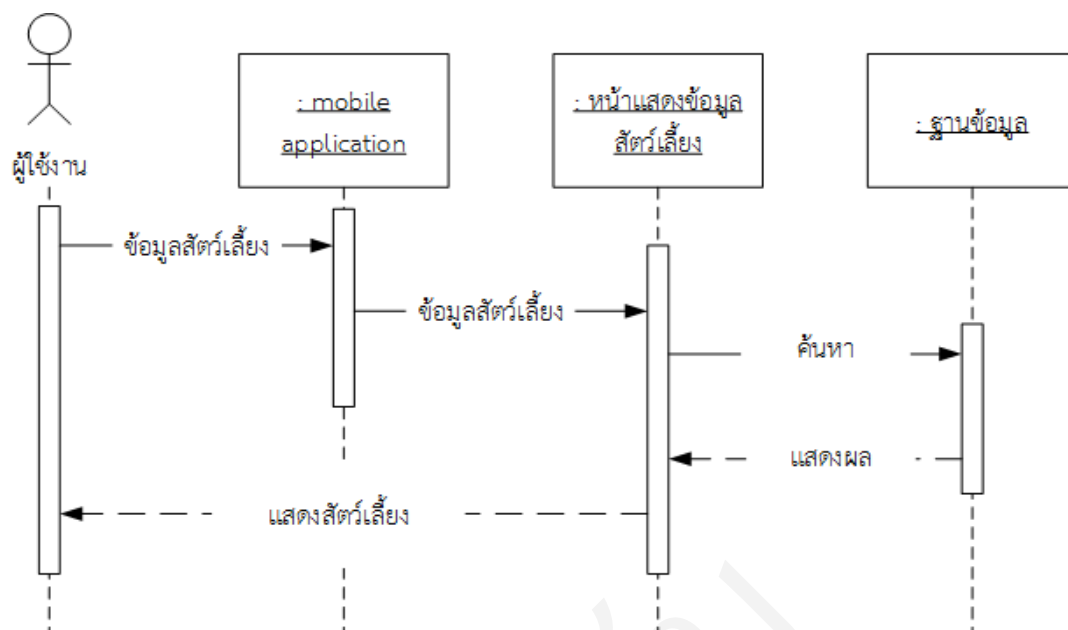 : mobile
application
: หน้าแสดงข้อมูล
สัตว์เลี้ยง
: ฐานข้อมูล
ผู้ใช้งาน
ข้อมูลสัตว์เลี้ยง
ข้อมูลสัตว์เลี้ยง
ค้นหา
แสดงผล
แสดงสัตว์เลี้ยง